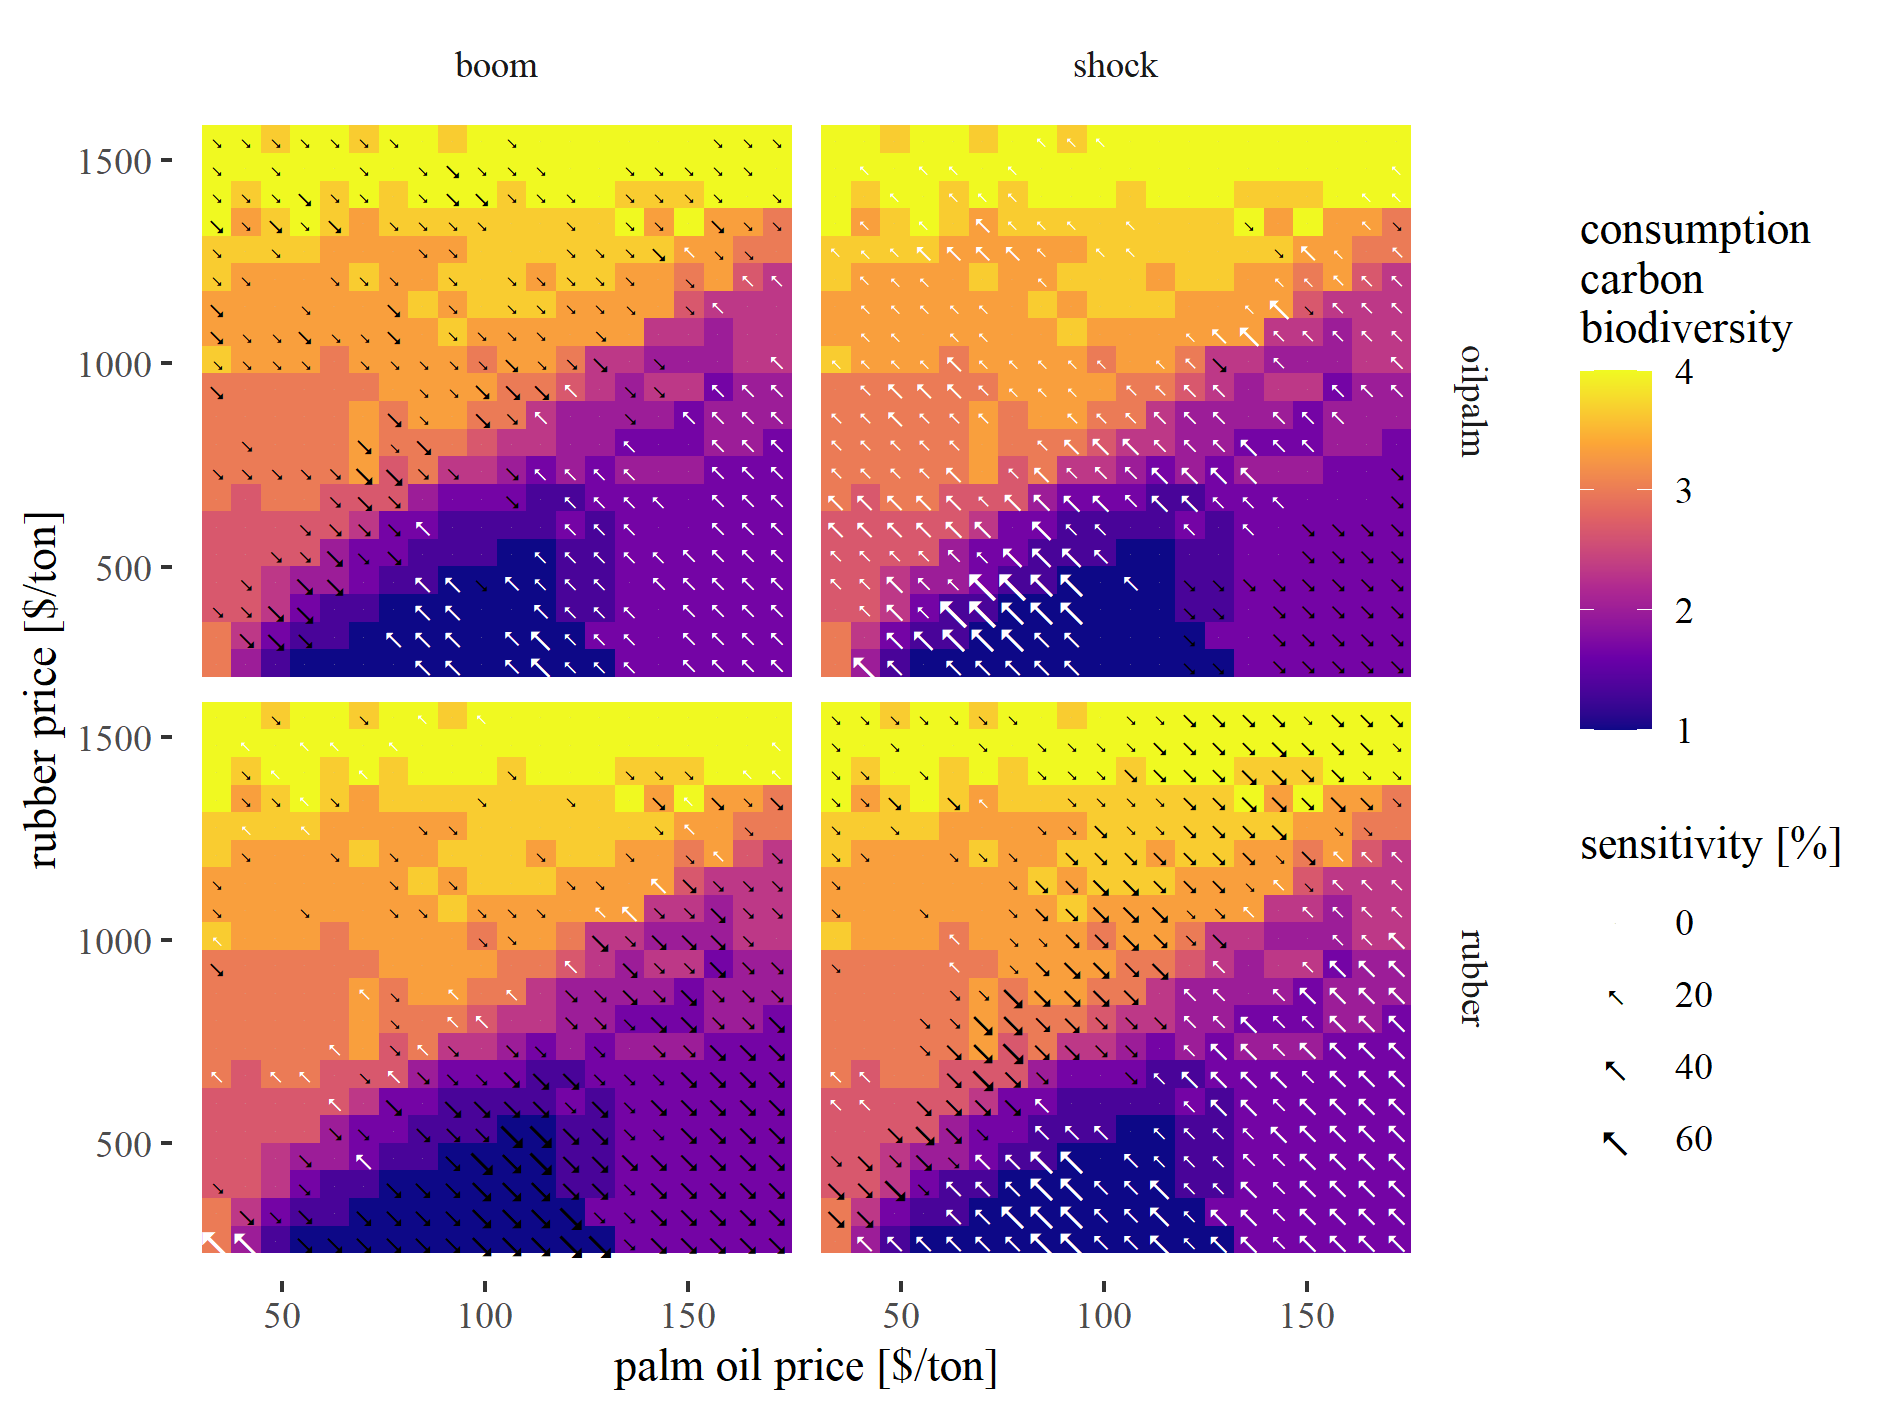 boom
shock
consumption
carbon
biodiversity
4
3
2
1
sensitivity [%]
0
20
40
60
oilpalm
rubber
rubber price [$/ton]
1500
1000
500
1500
1000
500
50
100
150
50
100
150
palm oil price [$/ton]